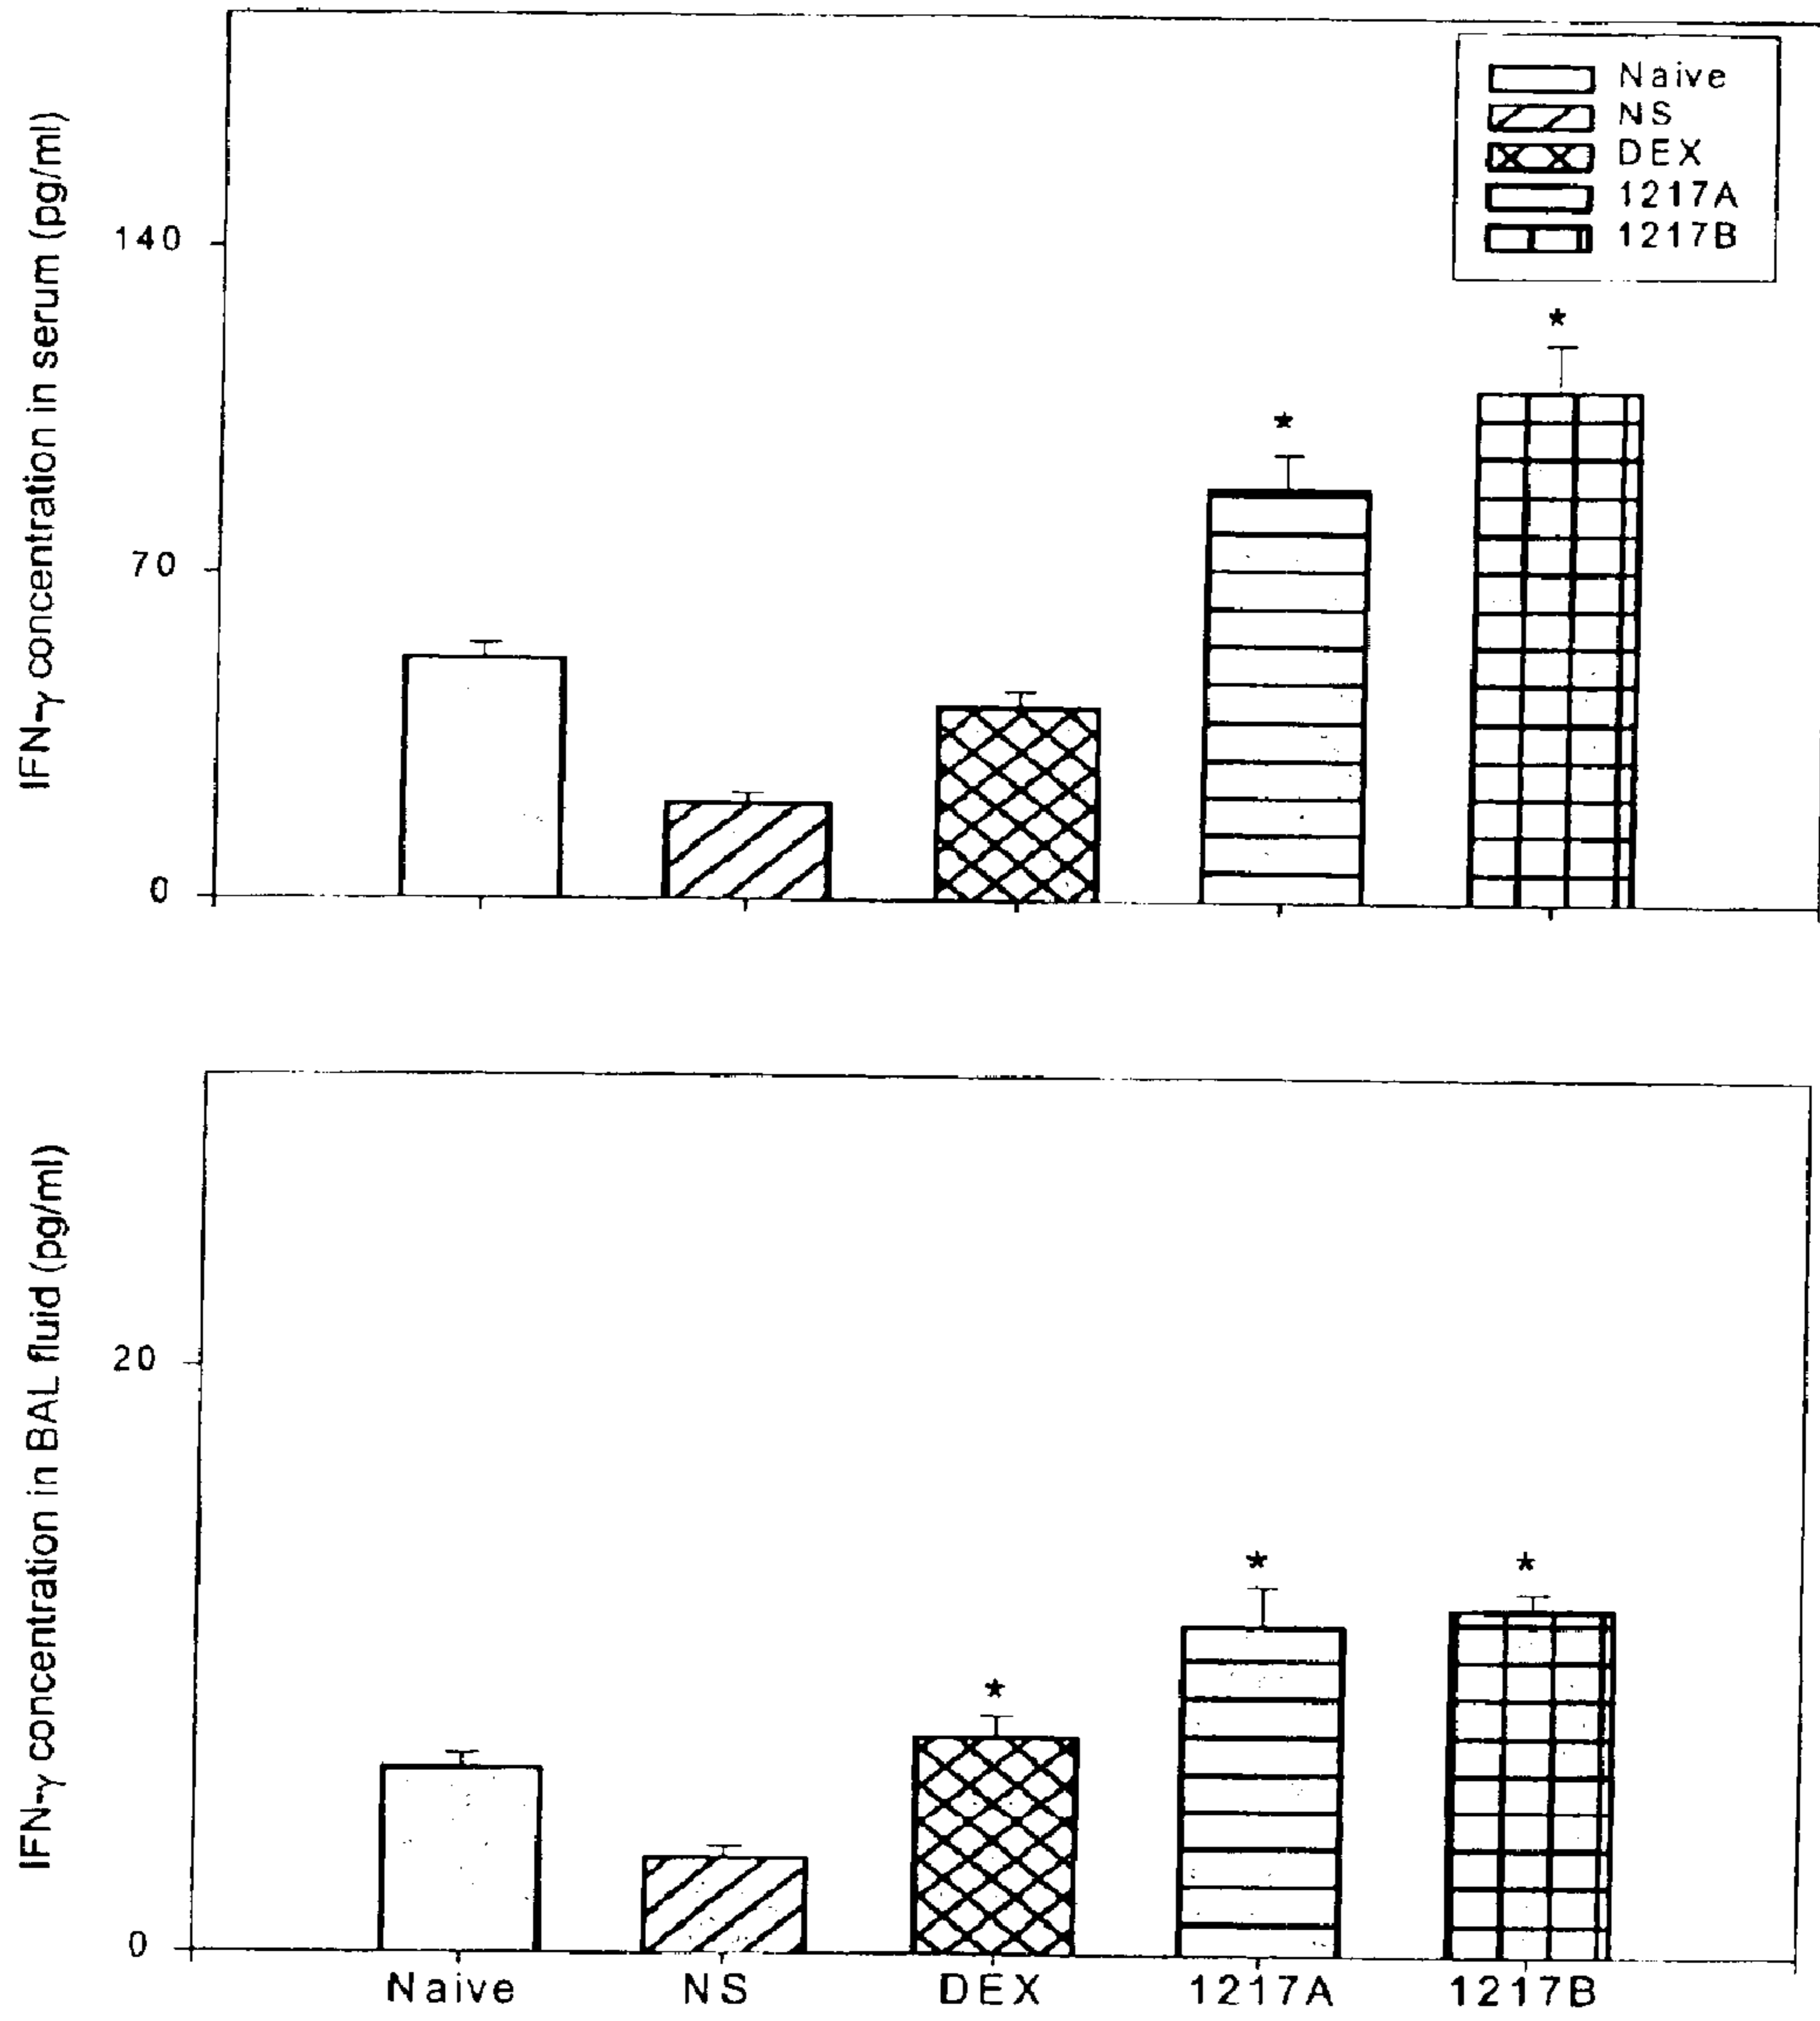 IFN-γ concentration in serum (pg/ml)
140
70
0
Naive
NS
DEX
1217A
1217B
*
*
IFN-γ concentration in BAL fluid (pg/ml)
20
0
*
*
*
Naive
NS
DEX
1217A
1217B